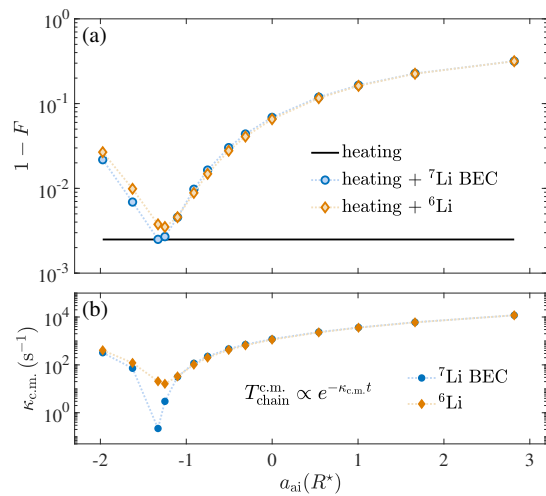 10^0
(a)
10^-1
1 − F
heating
heating + ^7Li BEC
10^-2
heating + ^6Li
10^-3
(b)
10^4
κ_c.m. (s^−1)
10^2
^7Li BEC
T_chain^c.m. ∝ e^−κ_c.m.t
^6Li
10^0
-2 -1 0 1 2 3
a_ai(R^⋆)